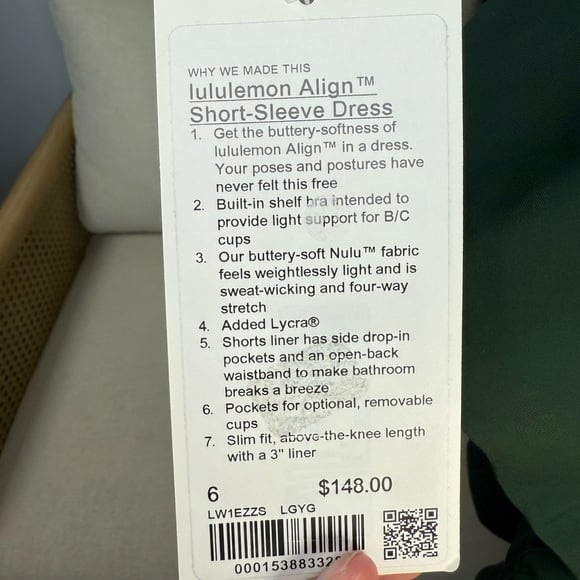 WHY WE MADE THIS
lululemon Align™
Short-Sleeve Dress
1. Get the buttery-softness of
lululemon Align™ in a dress.
Your poses and postures have
never felt this free
2. Built-in shelf bra intended to
provide light support for B/C
cups
3. Our buttery-soft Nulu™ fabric
feels weightlessly light and is
sweat-wicking and four-way
stretch
4. Added Lycra®
5. Shorts liner has side drop-in
pockets and an open-back
waistband to make bathroom
breaks a breeze
6. Pockets for optional, removable
cups
7. Slim fit, above-the-knee length
with a 3" liner
6 $148.00
LW1EZZS LGYG